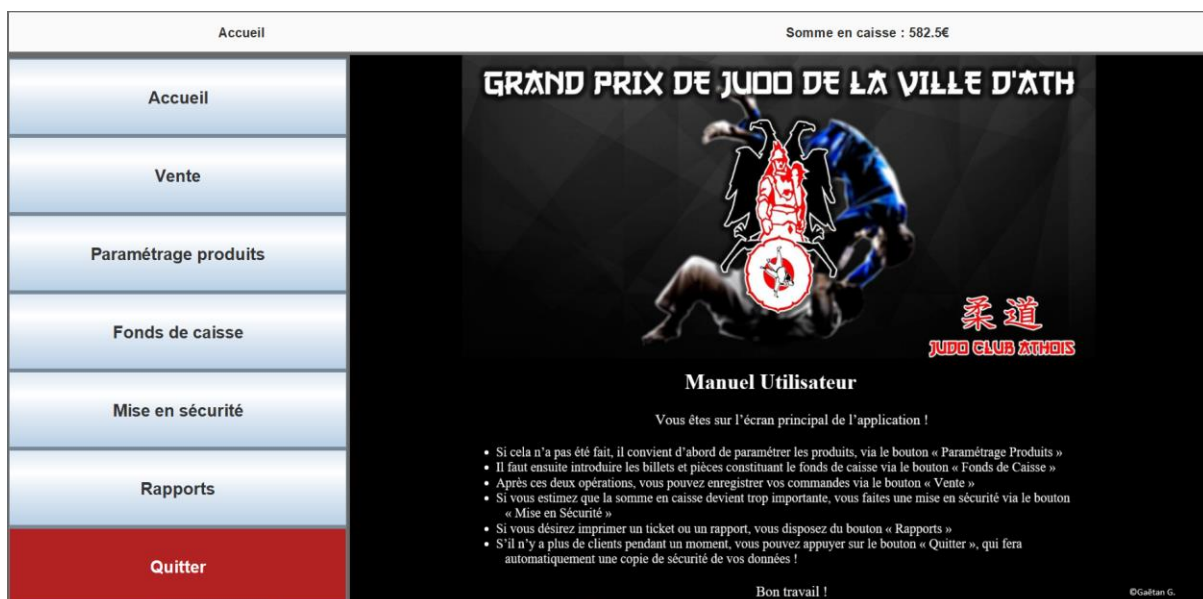 Accueil
Somme en caisse : 582.5€
Accueil
Vente
Paramétrage produits
Fonds de caisse
Mise en sécurité
Rapports
Quitter
GRAND PRIX DE JUDO DE LA VILLE D'ATH
柔道
JUDO CLUB ATHOIS
Manuel Utilisateur
Vous êtes sur l’écran principal de l’application !
• Si cela n’a pas été fait, il convient d’abord de paramétrer les produits, via le bouton « Paramétrage Produits »
• Il faut ensuite introduire les billets et pièces constituant le fonds de caisse via le bouton « Fonds de Caisse »
• Après ces deux opérations, vous pouvez enregistrer vos commandes via le bouton « Vente »
• Si vous estimez que la somme en caisse devient trop importante, vous faites une mise en sécurité via le bouton
« Mise en Sécurité »
• Si vous désirez imprimer un ticket ou un rapport, vous disposez du bouton « Rapports »
• S’il n’y a plus de clients pendant un moment, vous pouvez appuyer sur le bouton « Quitter », qui fera
automatiquement une copie de sécurité de vos données !
Bon travail !
©Gaëtan G.